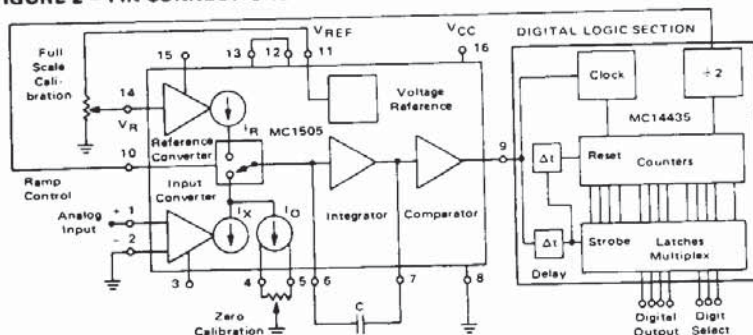 FIGURE 2 – PIN CONNECTIONS
DIGITAL LOGIC SECTION
VREF
VCC
Full
Scale
Cali-
bration
15
13
12
11
16
14
VR
Voltage
Reference
Clock
÷2
IR
MC1505
MC14435
Reference
Converter
10
9
Δt
Reset
Counters
Ramp
Control
Input
Converter
Integrator
Comparator
Analog
Input
+ 1
- 2
IX
IO
Δt
Strobe
Latches
Multiplex
Delay
3
4
5
6
7
8
Zero
Calibration
C
Digital
Output
Digit
Select